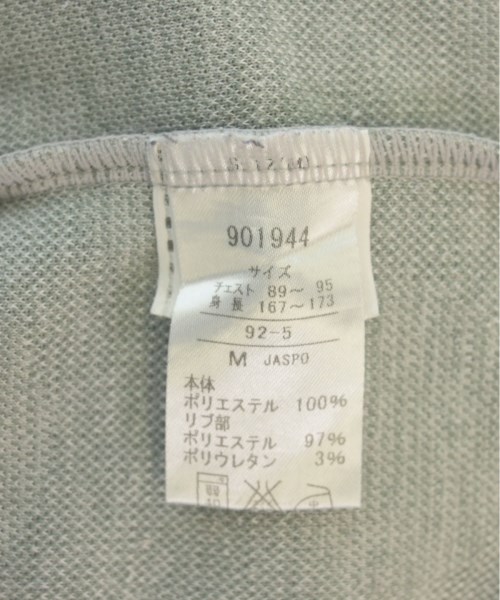 901944
サイズ
チェスト 89～ 95
身長 167～173
92-5
M JASPO
本体
ポリエステル 100%
リブ部
ポリエステル 97%
ポリウレタン 3%